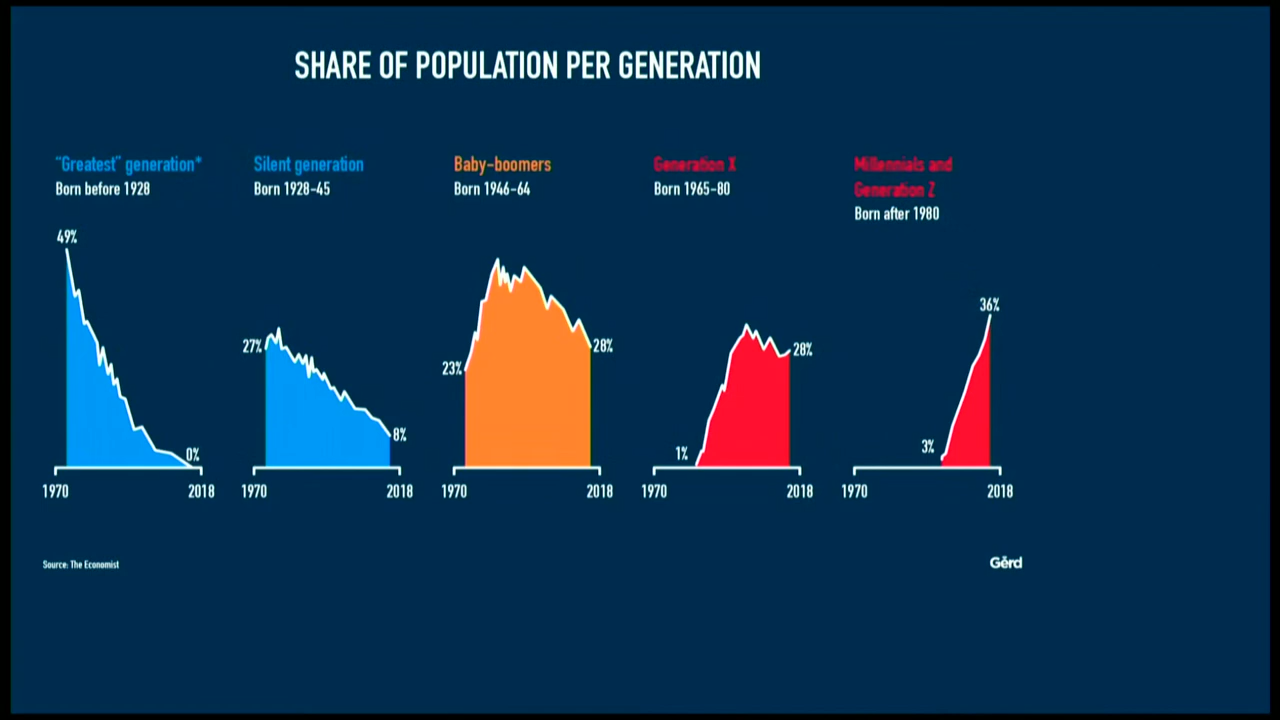 SHARE OF POPULATION PER GENERATION
"Greatest" generation*
Born before 1928
Silent generation
Born 1928-45
Baby-boomers
Born 1946-64
Generation X
Born 1965-80
Millennials and
Generation Z
Born after 1980
49%
0%
1970 2018
27%
8%
1970 2018
23%
28%
1970 2018
1%
28%
1970 2018
3%
36%
1970 2018
Source: The Economist
Gērd